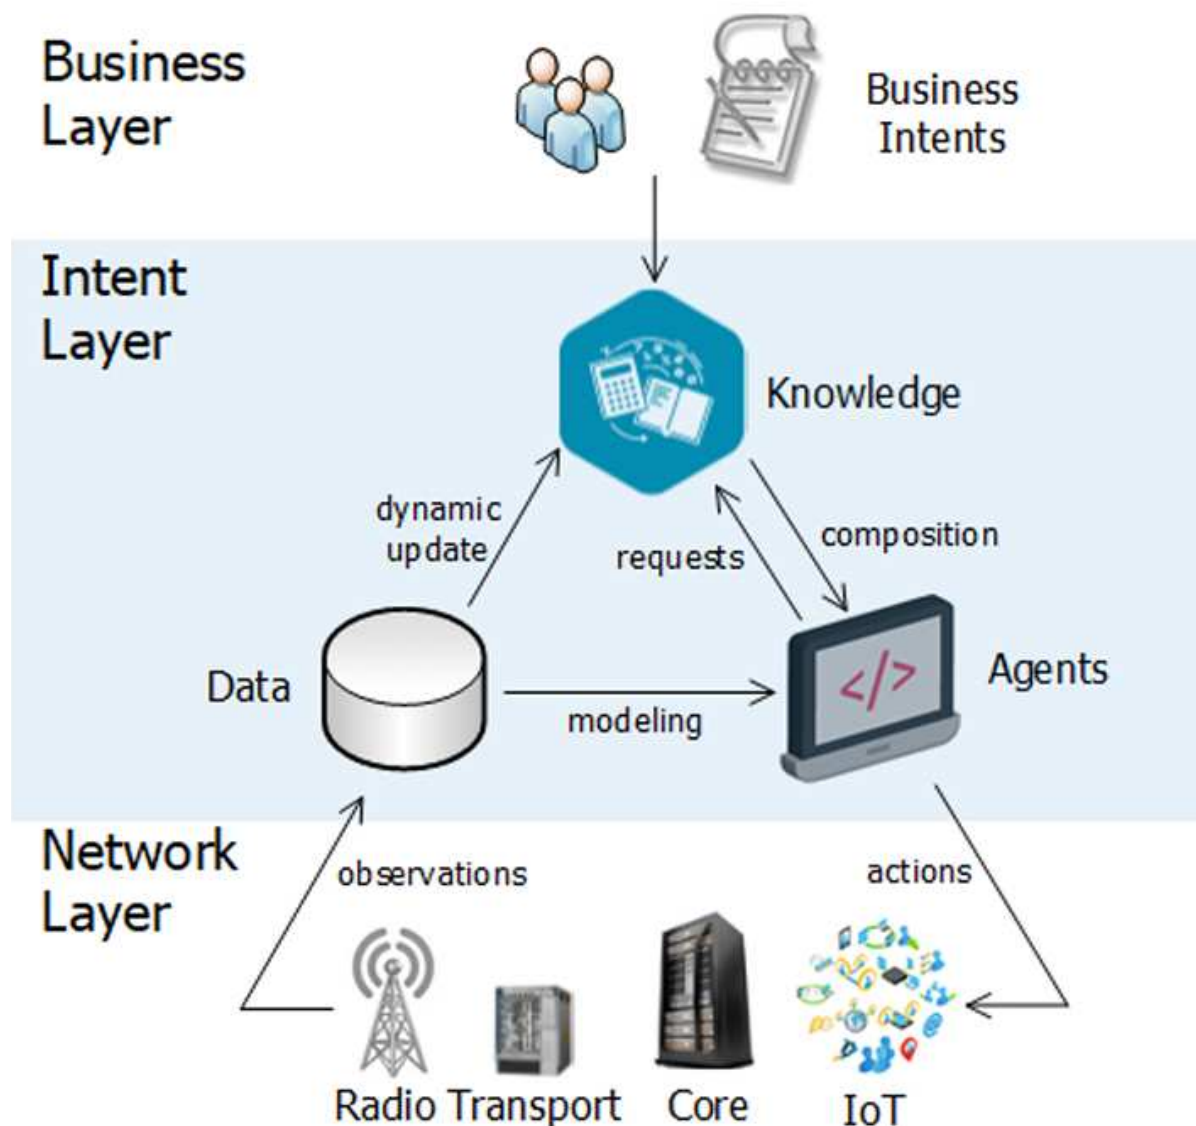 Business
Layer
Business
Intents
Intent
Layer
Knowledge
dynamic
update
requests
composition
Data
modeling
Agents
</>
Network
Layer
observations
actions
Radio
Transport
Core
IoT